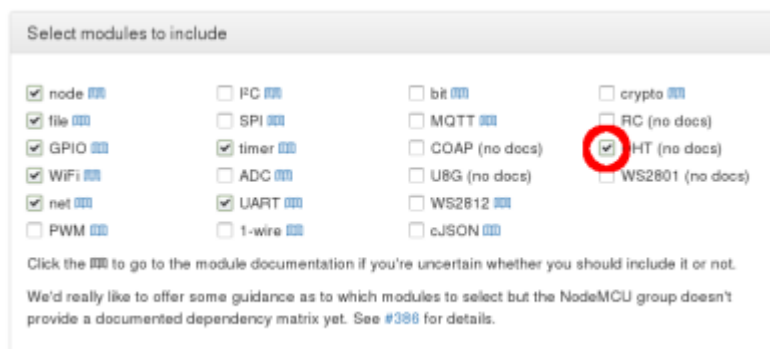 Select modules to include
node I²C bit crypto
file SPI MQTT RC (no docs)
GPIO timer COAP (no docs) HT (no docs)
WiFi ADC U8G (no docs) WS2801 (no docs)
net UART WS2812
PWM 1-wire cJSON
Click the to go to the module documentation if you're uncertain whether you should include it or not.
We'd really like to offer some guidance as to which modules to select but the NodeMCU group doesn't
provide a documented dependency matrix yet. See #386 for details.